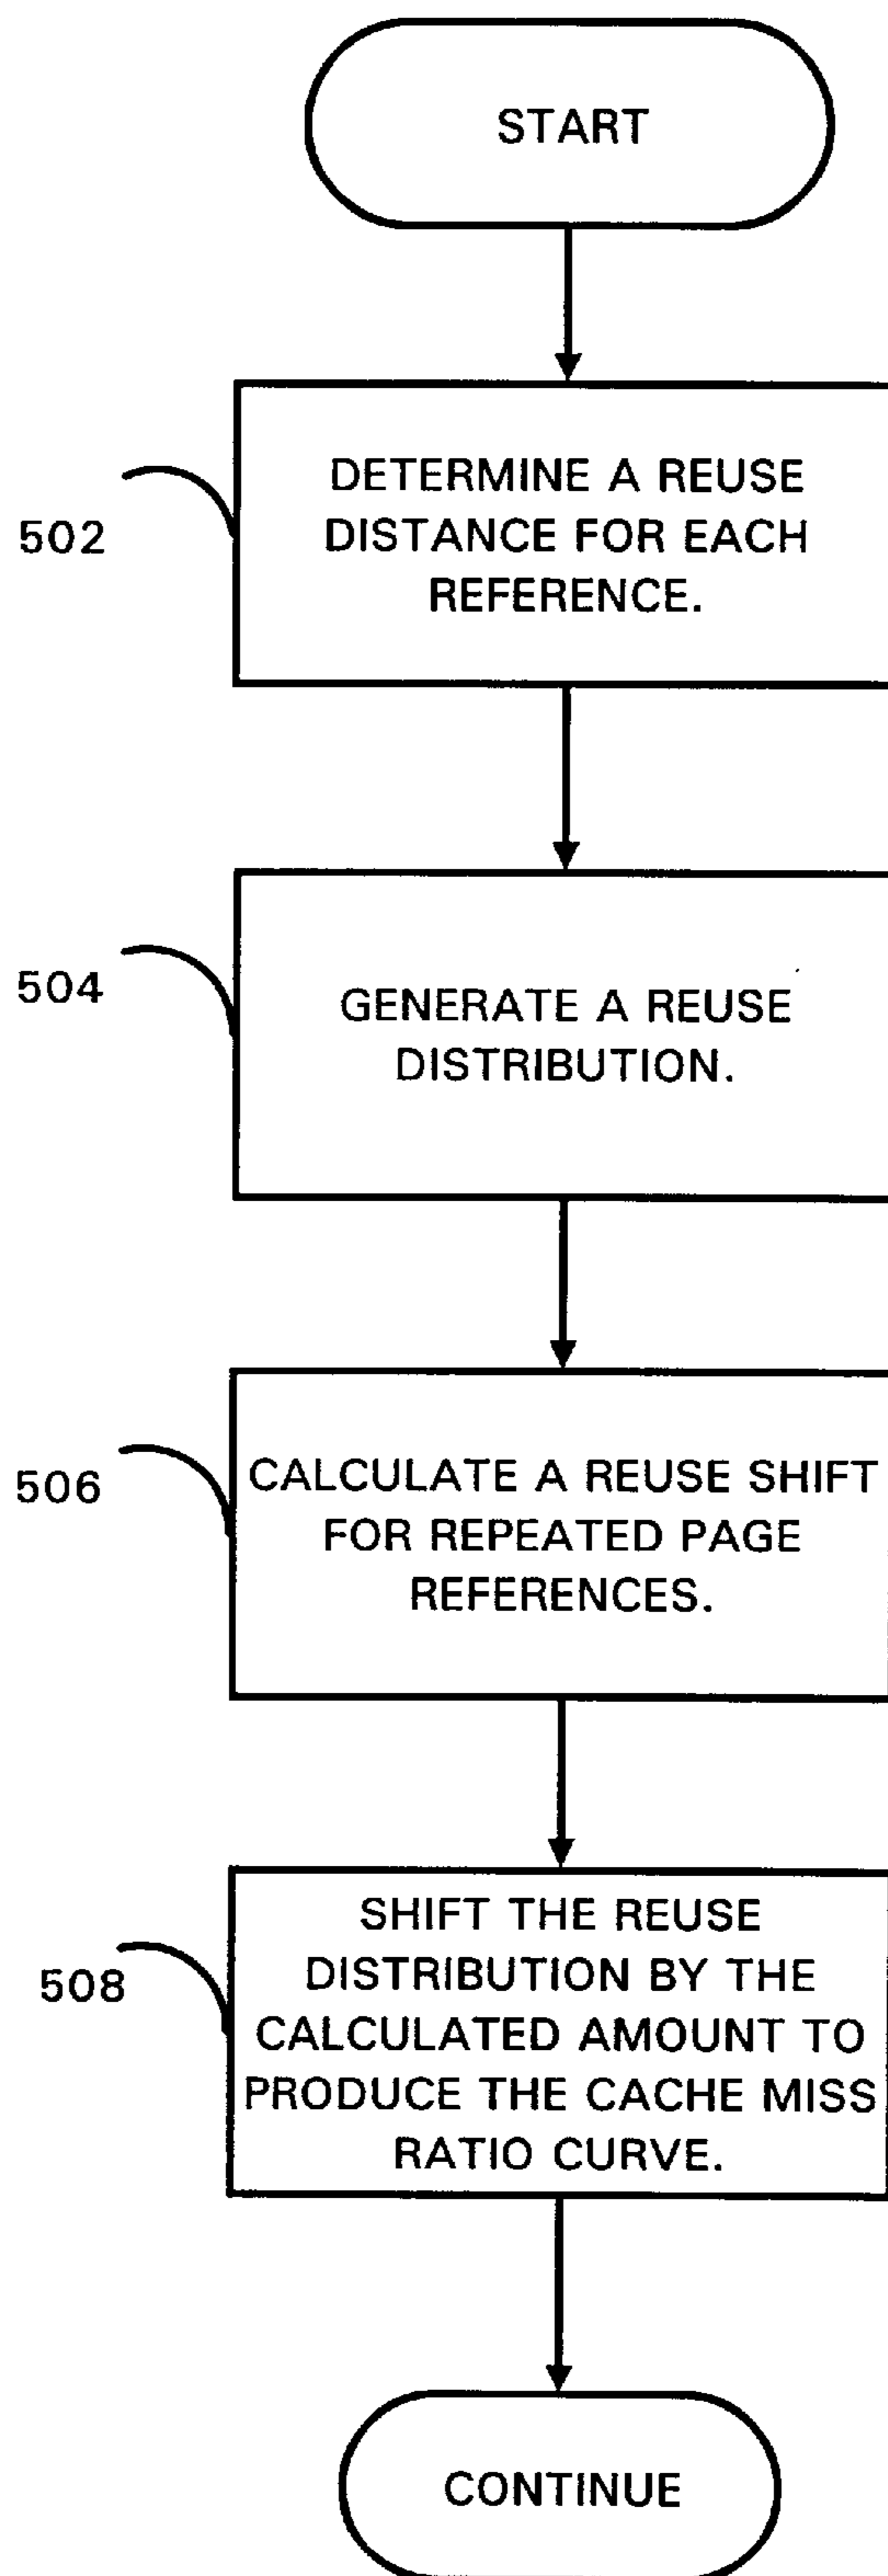 START
502
DETERMINE A REUSE
DISTANCE FOR EACH
REFERENCE.
504
GENERATE A REUSE
DISTRIBUTION.
506
CALCULATE A REUSE SHIFT
FOR REPEATED PAGE
REFERENCES.
508
SHIFT THE REUSE
DISTRIBUTION BY THE
CALCULATED AMOUNT TO
PRODUCE THE CACHE MISS
RATIO CURVE.
CONTINUE